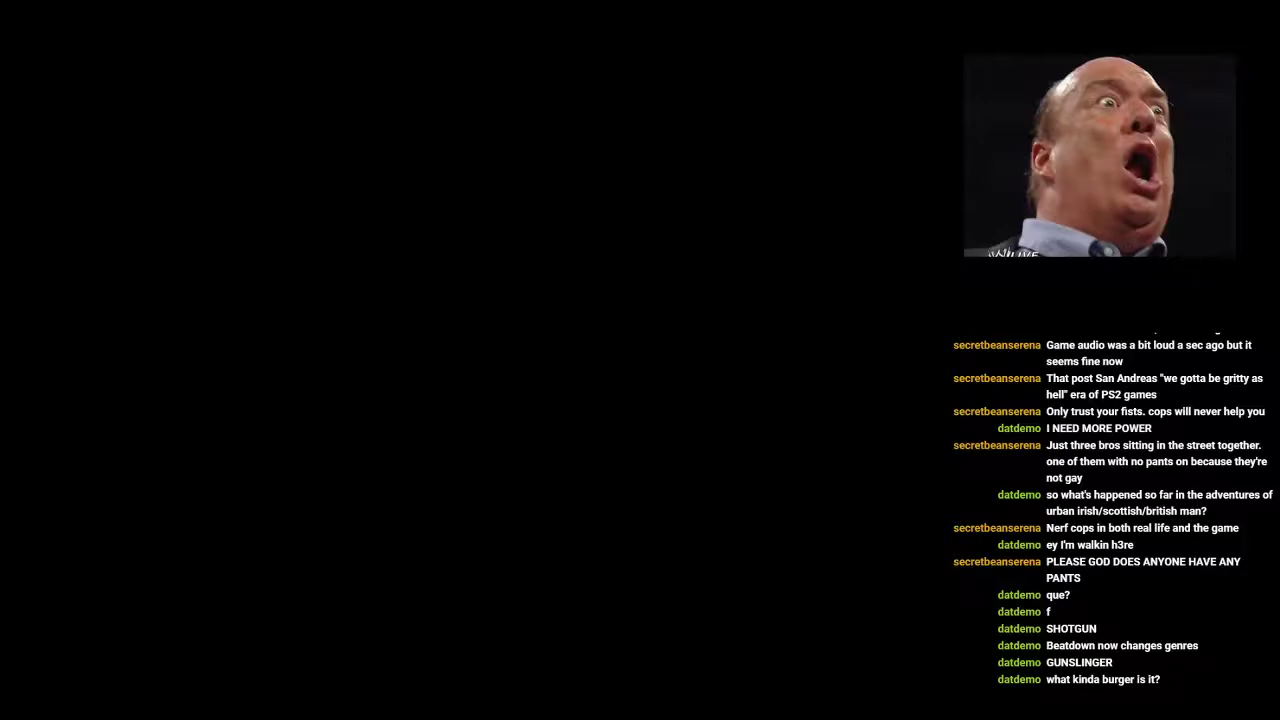 LIVE
secretbeanserena Game audio was a bit loud a sec ago but it
seems fine now
secretbeanserena That post San Andreas "we gotta be gritty as
hell" era of PS2 games
secretbeanserena Only trust your fists. cops will never help you
datdemo I NEED MORE POWER
secretbeanserena Just three bros sitting in the street together.
one of them with no pants on because they're
not gay
datdemo so what's happened so far in the adventures of
urban irish/scottish/british man?
secretbeanserena Nerf cops in both real life and the game
datdemo ey I'm walkin h3re
secretbeanserena PLEASE GOD DOES ANYONE HAVE ANY
PANTS
datdemo que?
datdemo f
datdemo SHOTGUN
datdemo Beatdown now changes genres
datdemo GUNSLINGER
datdemo what kinda burger is it?